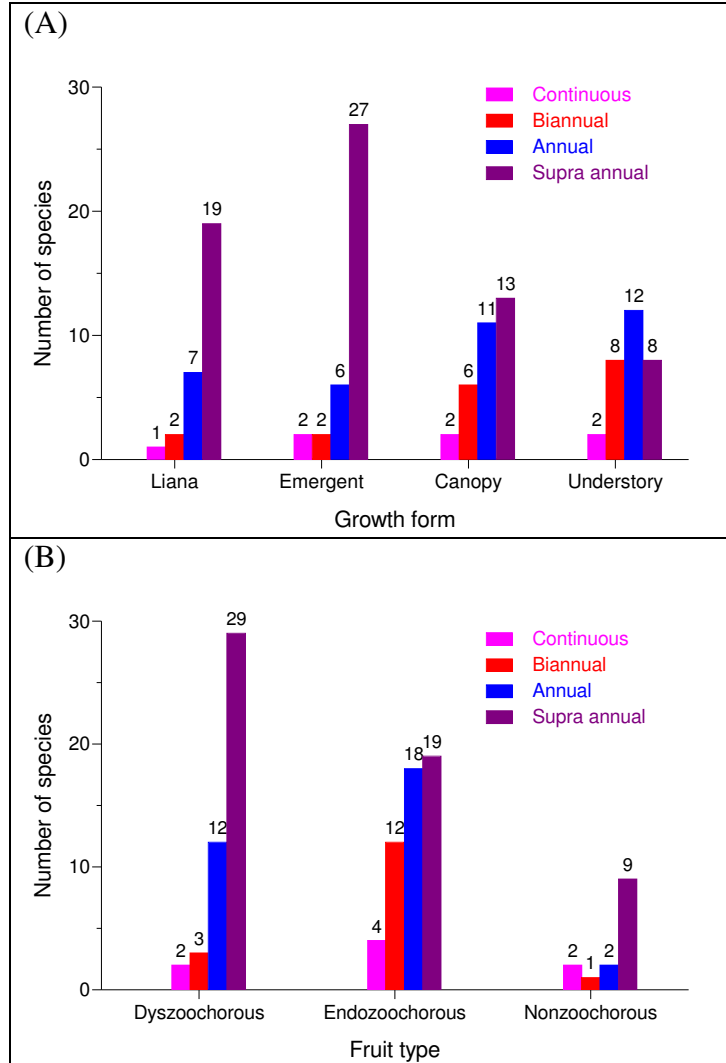 (A)
30
20
10
0
Number of species
Continuous
Biannual
Annual
Supra annual
1
2
7
19
2
2
6
27
2
6
11
13
2
8
12
8
Liana
Emergent
Canopy
Understory
Growth form
(B)
30
20
10
0
Number of species
Continuous
Biannual
Annual
Supra annual
2
3
12
29
4
12
18
19
2
1
2
9
Dyszoochorous
Endozoochorous
Nonzoochorous
Fruit type